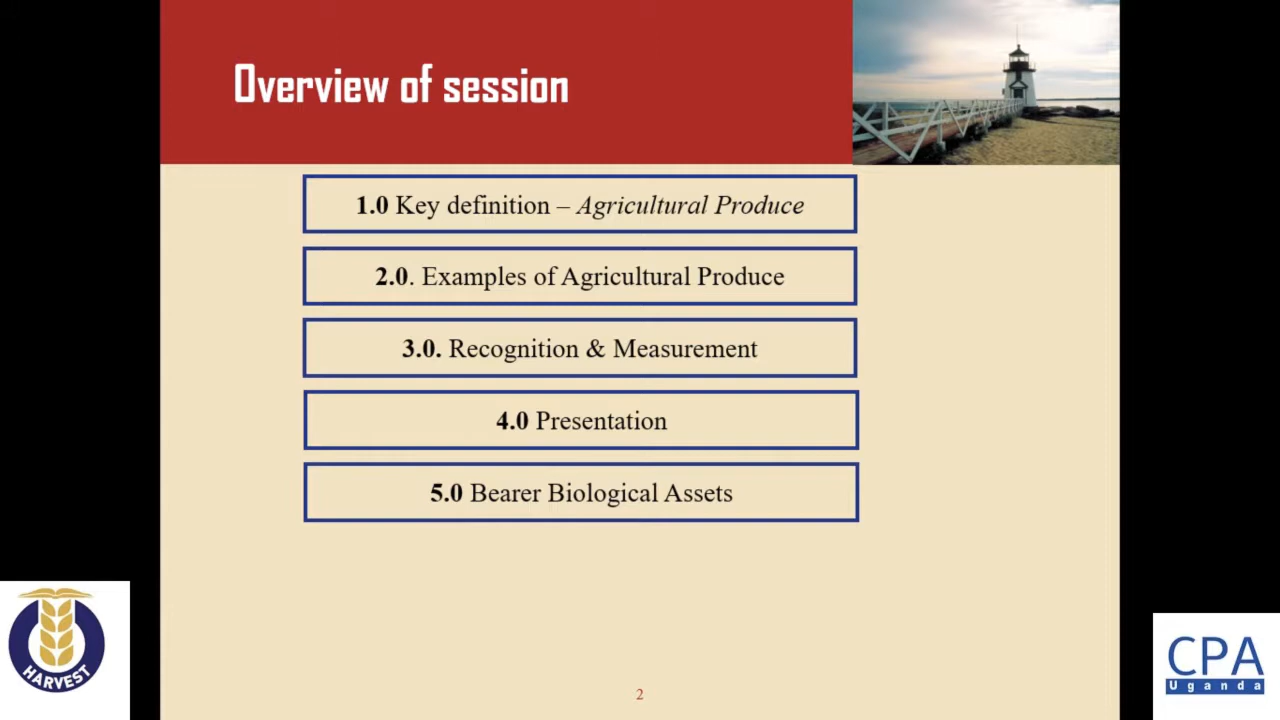 Overview of session
1.0 Key definition – Agricultural Produce
2.0. Examples of Agricultural Produce
3.0. Recognition & Measurement
4.0 Presentation
5.0 Bearer Biological Assets
HARVEST
CPA
Uganda
2